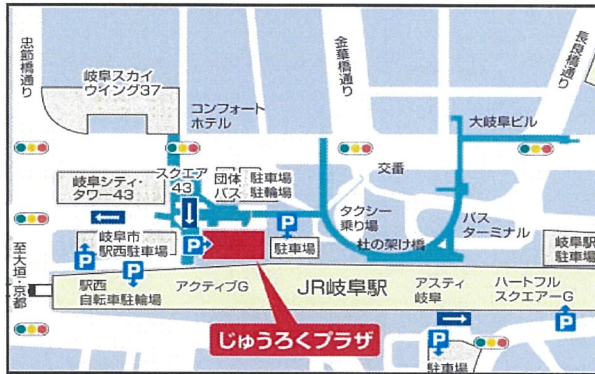 忠節橋通り
金華橋通り
長良橋通り
岐阜スカイ
ウイング37
コンフォート
ホテル
大岐阜ビル
交番
スクエア
43
団体
バス
駐車場
駐輪場
岐阜シティ・
タワー43
タクシー
乗り場
バス
ターミナル
杜の架け橋
岐阜市
駅西駐車場
P
P
駐車場
P
岐阜駅
駐車場
至大垣・京都
P
P
駅西
自転車駐輪場
アクティブG
JR岐阜駅
アスティ
岐阜
ハートフル
スクエアーG
P
じゅうろくプラザ
P
駐車場